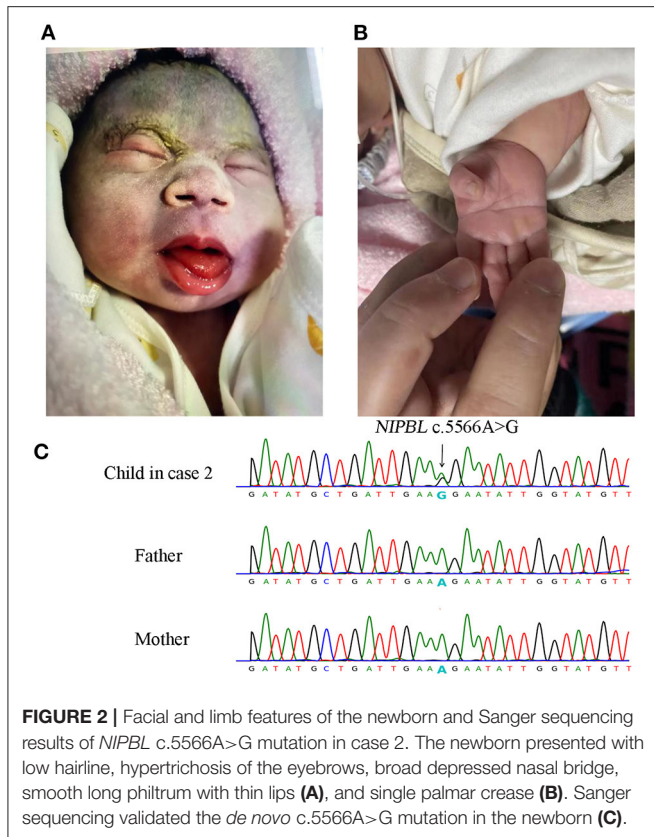 A
B
NIPBL c.5566A>G
C
Child in case 2
G A T A T G C T G A T T G A A G G A A T A T T G G T A T G T T
Father
G A T A T G C T G A T T G A A A G A A T A T T G G T A T G T T
Mother
G A T A T G C T G A T T G A A A G A A T A T T G G T A T G T T
FIGURE 2 | Facial and limb features of the newborn and Sanger sequencing
results of NIPBL c.5566A>G mutation in case 2. The newborn presented with
low hairline, hypertrichosis of the eyebrows, broad depressed nasal bridge,
smooth long philtrum with thin lips (A), and single palmar crease (B). Sanger
sequencing validated the de novo c.5566A>G mutation in the newborn (C).